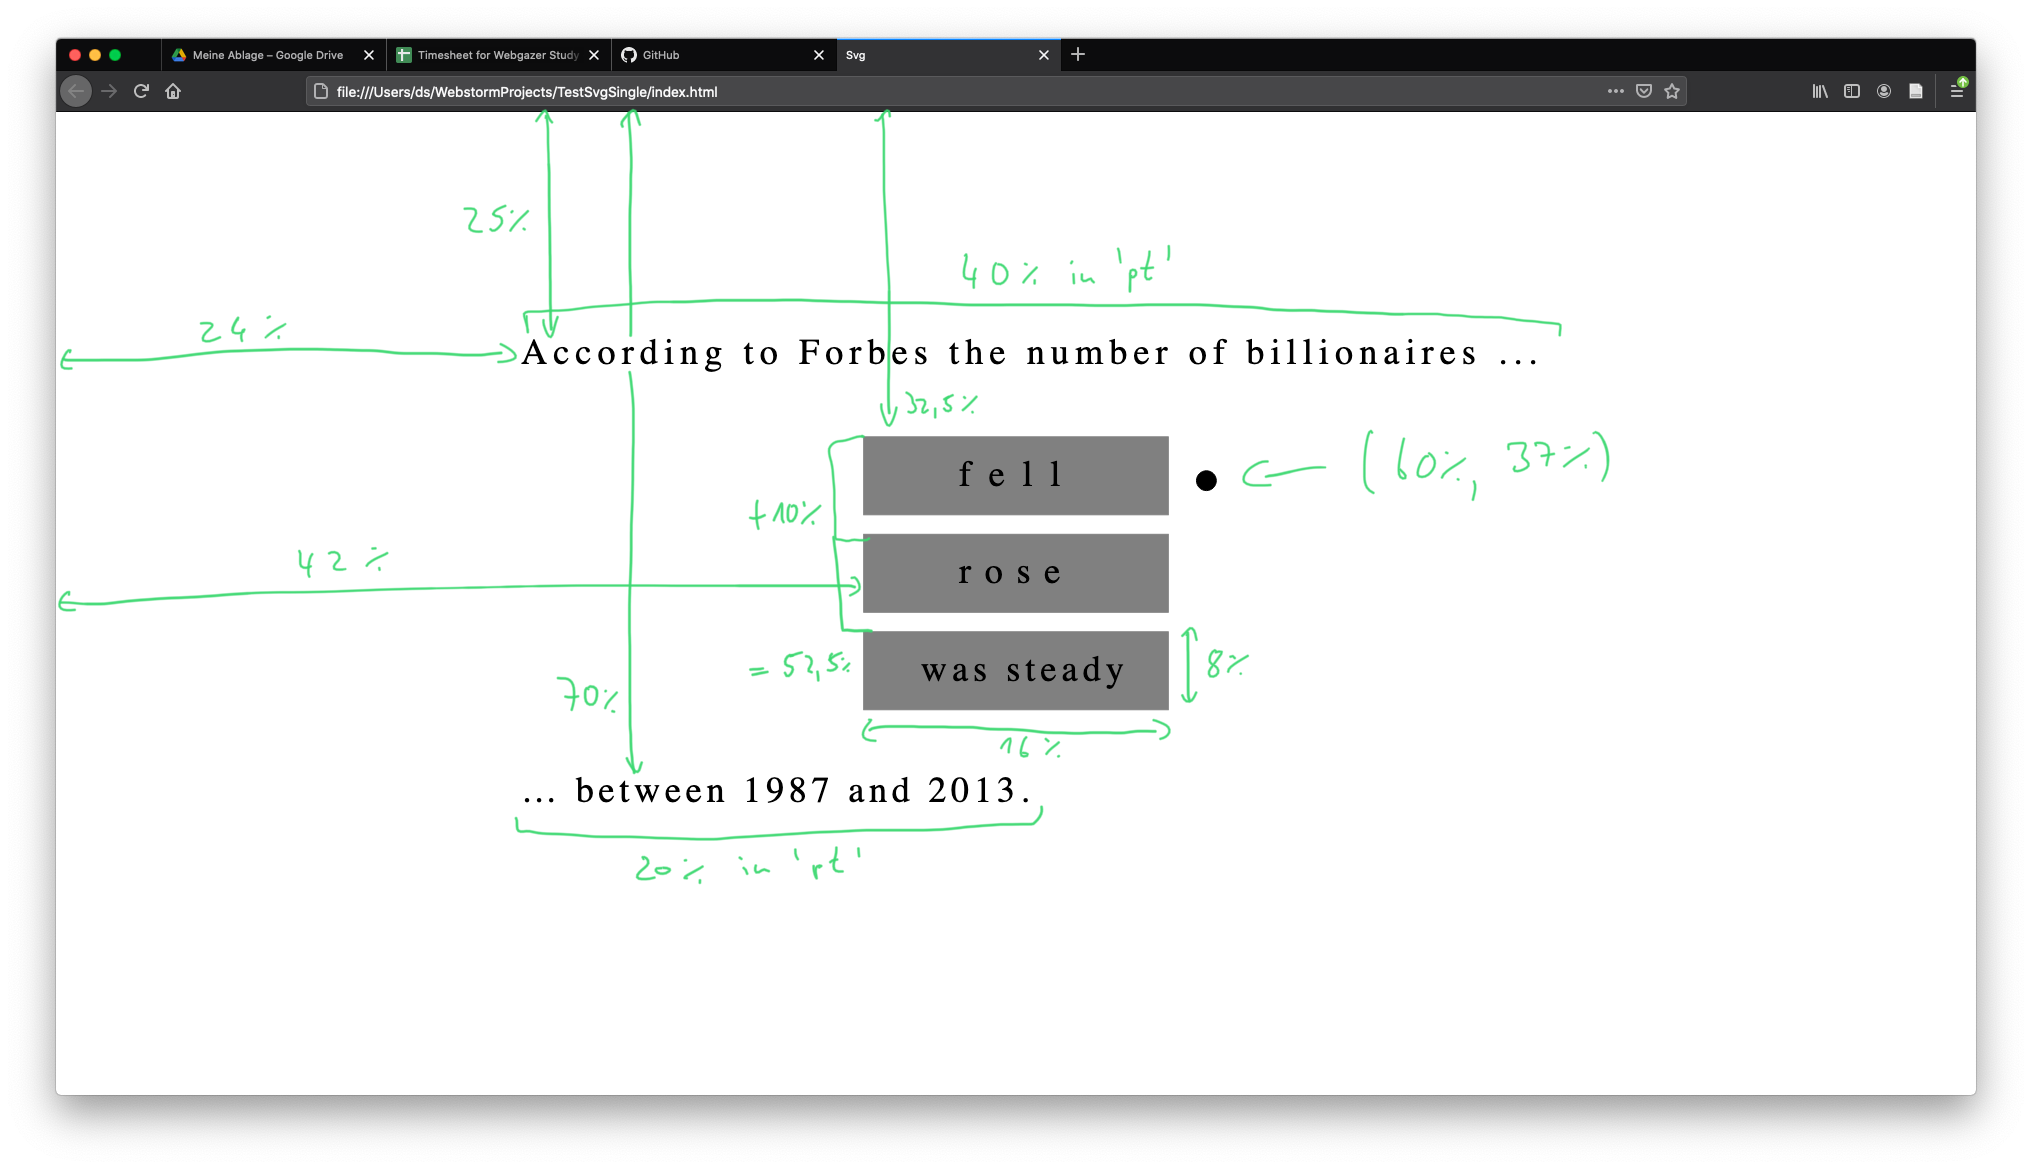 Meine Ablage – Google Drive
Timesheet for Webgazer Study
GitHub
Svg
file:///Users/ds/WebstormProjects/TestSvgSingle/index.html
25%
40% in 'pt'
24%
According to Forbes the number of billionaires ...
32,5%
fell
(60%, 37%)
+10%
42%
rose
= 52,5%
was steady
8%
70%
16%
... between 1987 and 2013.
20% in 'pt'